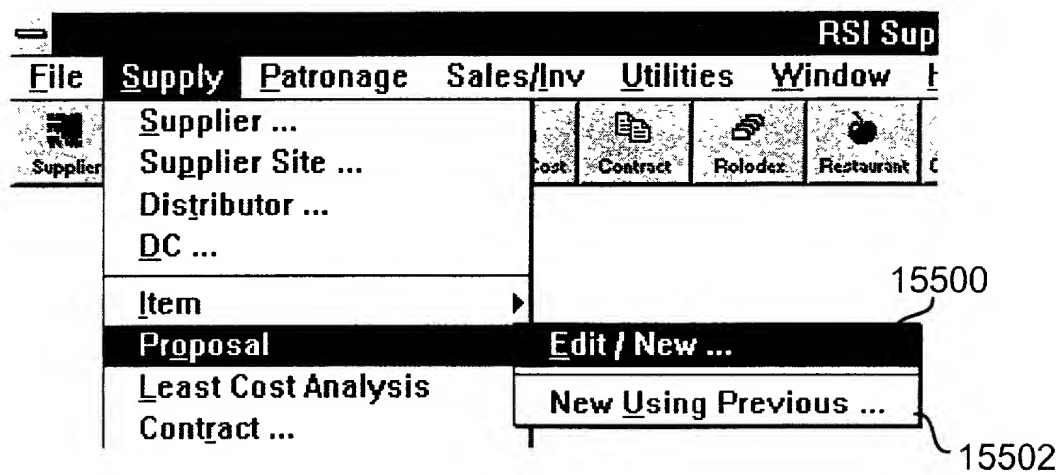 RSI Sup
File Supply Patronage Sales/Inv Utilities Window
Supplier Cost Contract Rolodex Restaurant
Supplier ...
Supplier Site ...
Distributor ...
DC ...
Item
15500
Proposal Edit / New ...
Least Cost Analysis
New Using Previous ...
Contract ...
15502